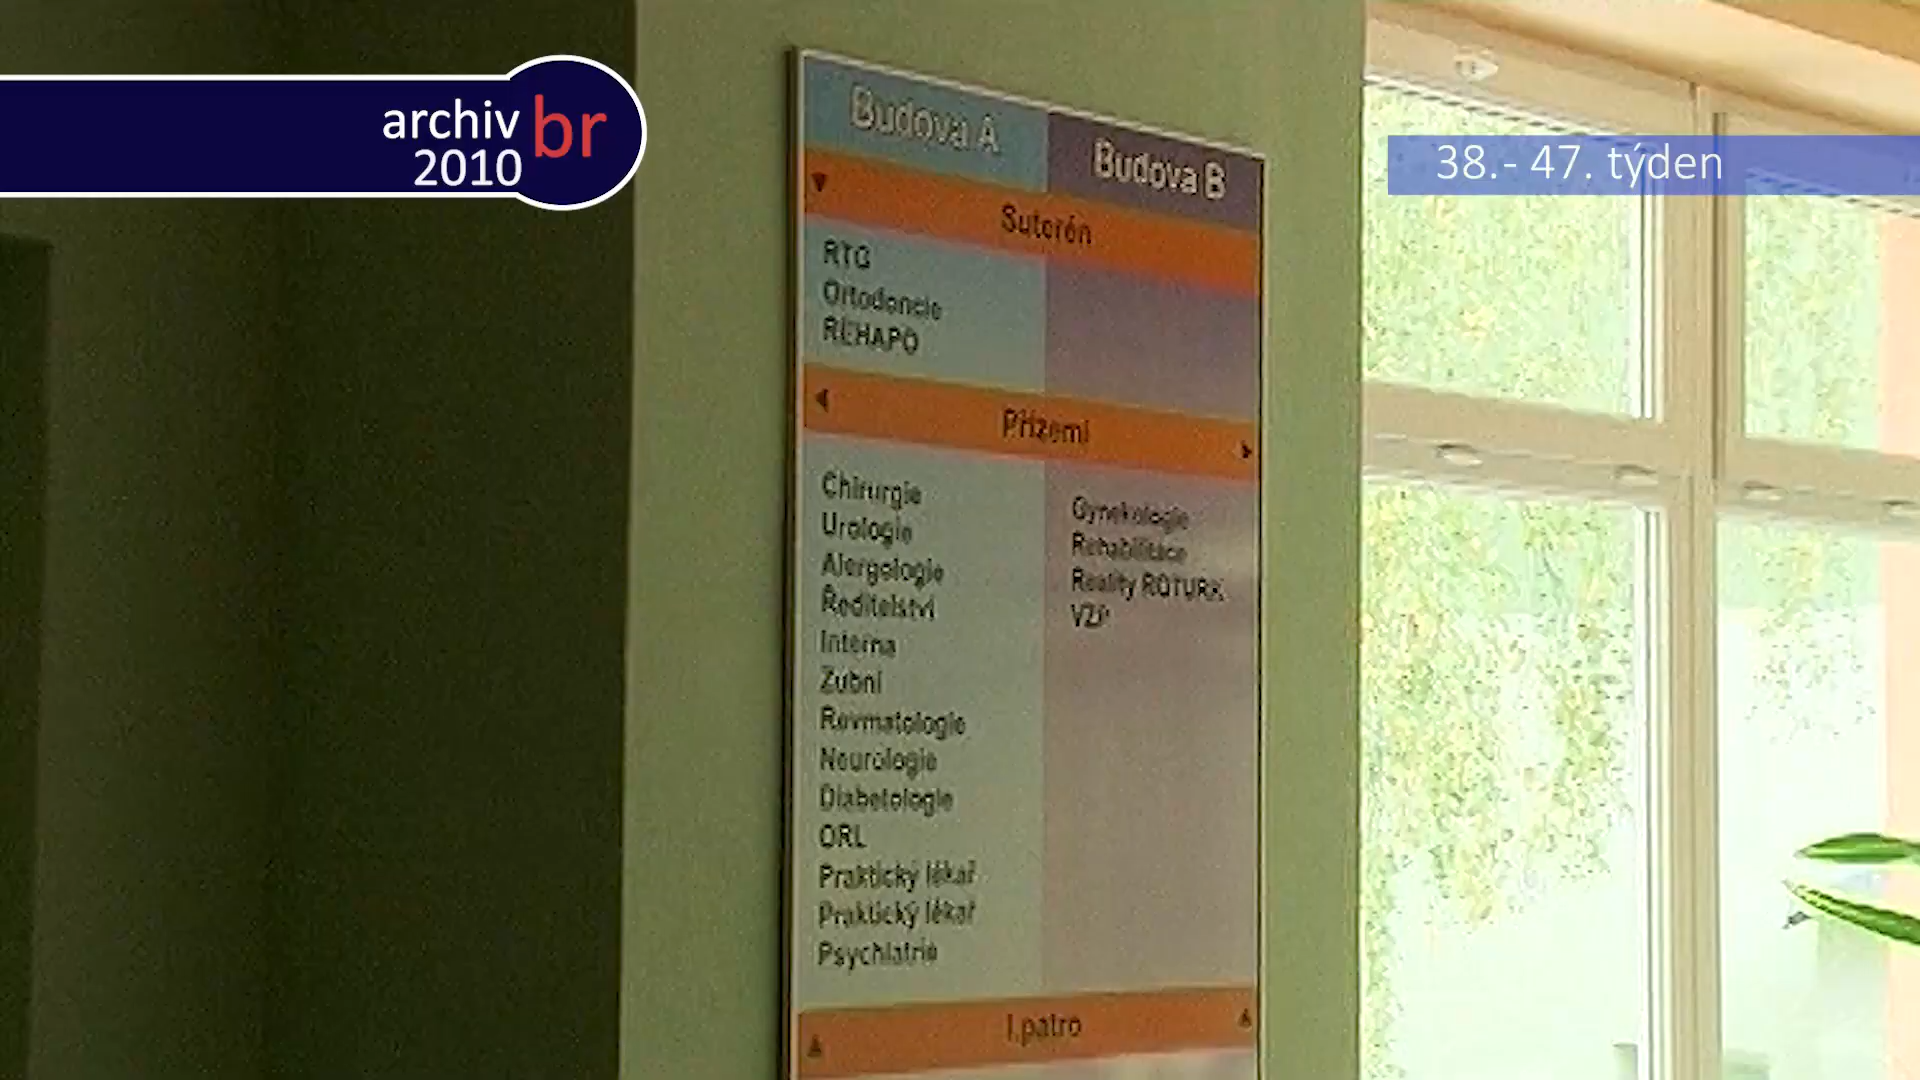 archiv br
2010
38.- 47. týden
Budova A
Budova B
Suterén
RTG
Ortodoncie
REHAPO
Přízemí
Chirurgie
Urologie
Alergologie
Ředitelství
Interna
Zubní
Revmatologie
Neurologie
Diabetologie
ORL
Praktický lékař
Praktický lékař
Psychiatrie
Gynekologie
Rehabilitace
Reality ROTURK
VZP
I.patro